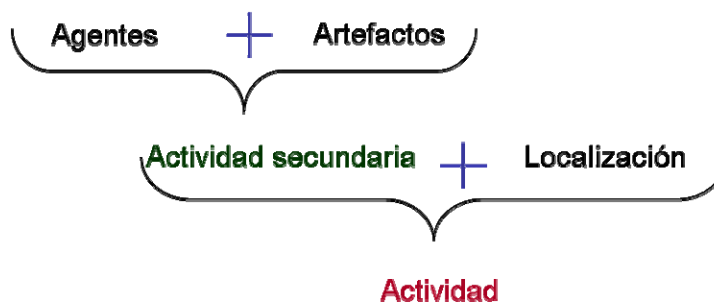 Agentes + Artefactos
Actividad secundaria + Localización
Actividad